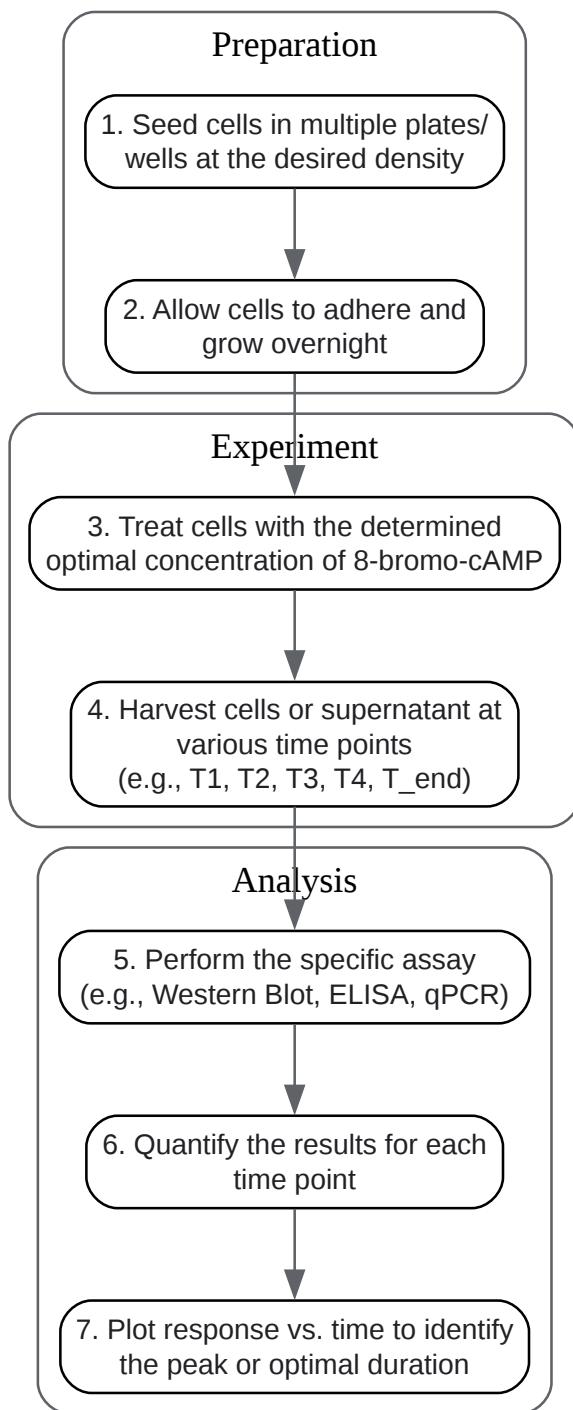 Preparation
1. Seed cells in multiple plates/
wells at the desired density
2. Allow cells to adhere and
grow overnight
Experiment
3. Treat cells with the determined
optimal concentration of 8-bromo-cAMP
4. Harvest cells or supernatant at
various time points
(e.g., T1, T2, T3, T4, T_end)
Analysis
5. Perform the specific assay
(e.g., Western Blot, ELISA, qPCR)
6. Quantify the results for each
time point
7. Plot response vs. time to identify
the peak or optimal duration